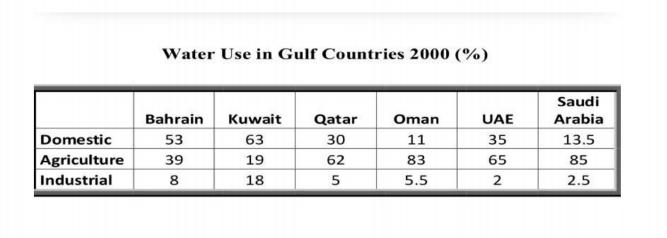 Water Use in Gulf Countries 2000 (%)
Bahrain Kuwait Qatar Oman UAE Saudi Arabia
Domestic 53 63 30 11 35 13.5
Agriculture 39 19 62 83 65 85
Industrial 8 18 5 5.5 2 2.5